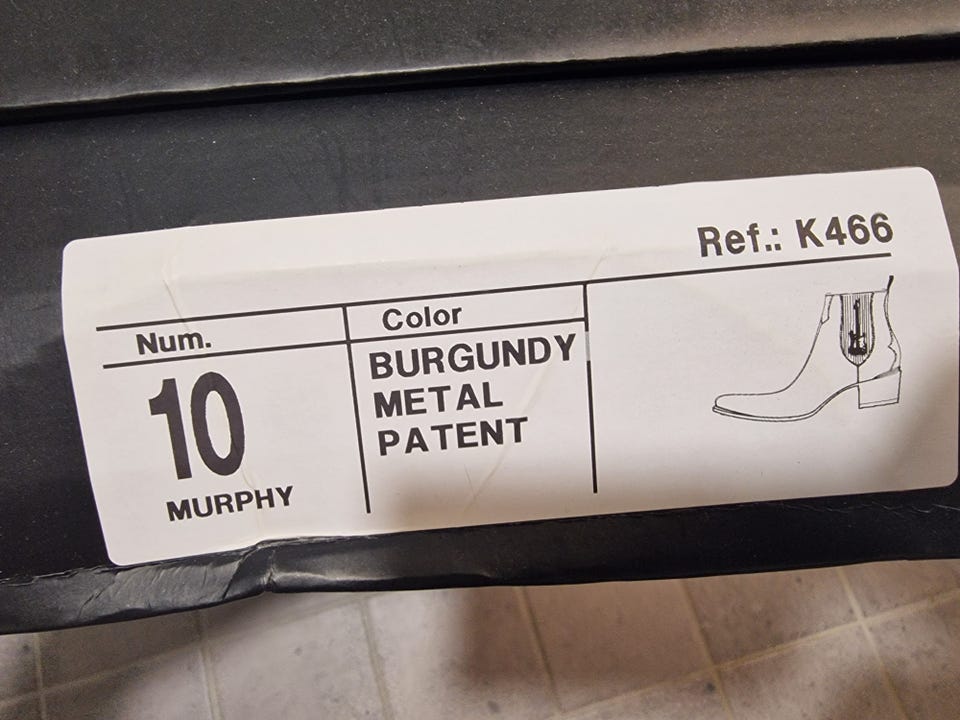 Ref.: K466
Num.
Color
10
BURGUNDY
METAL
PATENT
MURPHY